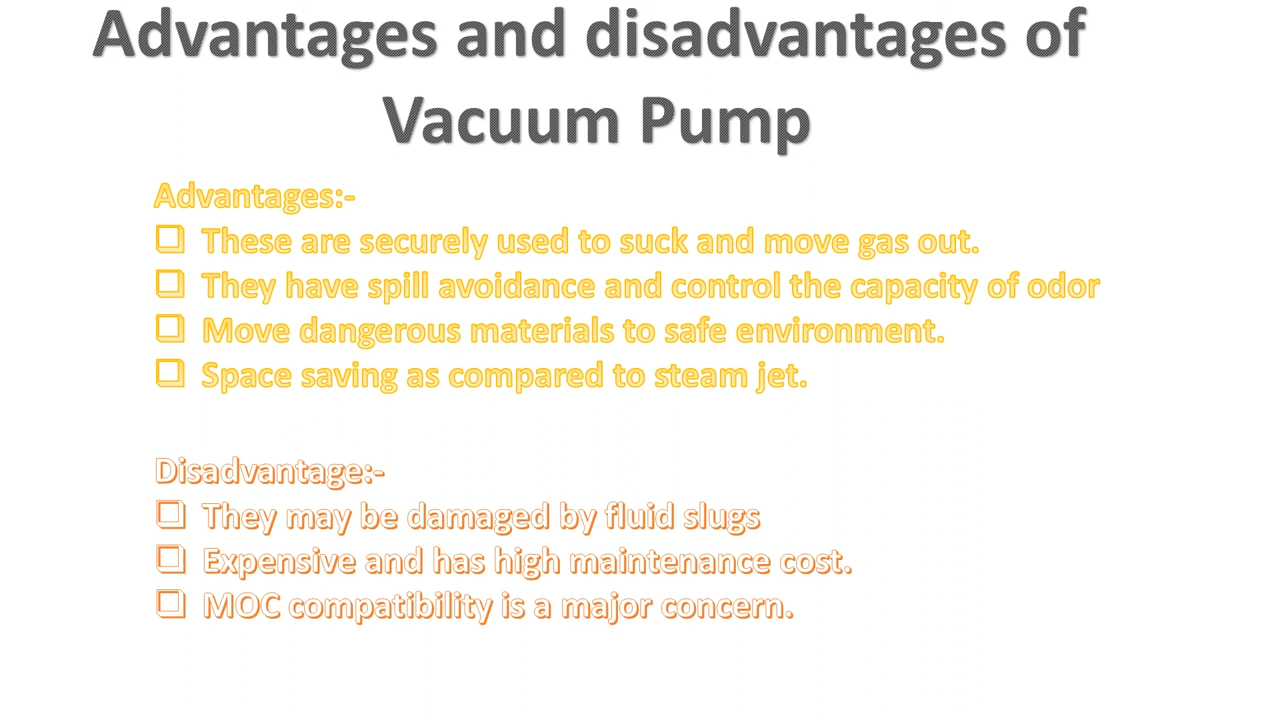 Advantages and disadvantages of
Vacuum Pump
Advantages:-
❑ These are securely used to suck and move gas out.
❑ They have spill avoidance and control the capacity of odor
❑ Move dangerous materials to safe environment.
❑ Space saving as compared to steam jet.
Disadvantage:-
❑ They may be damaged by fluid slugs
❑ Expensive and has high maintenance cost.
❑ MOC compatibility is a major concern.